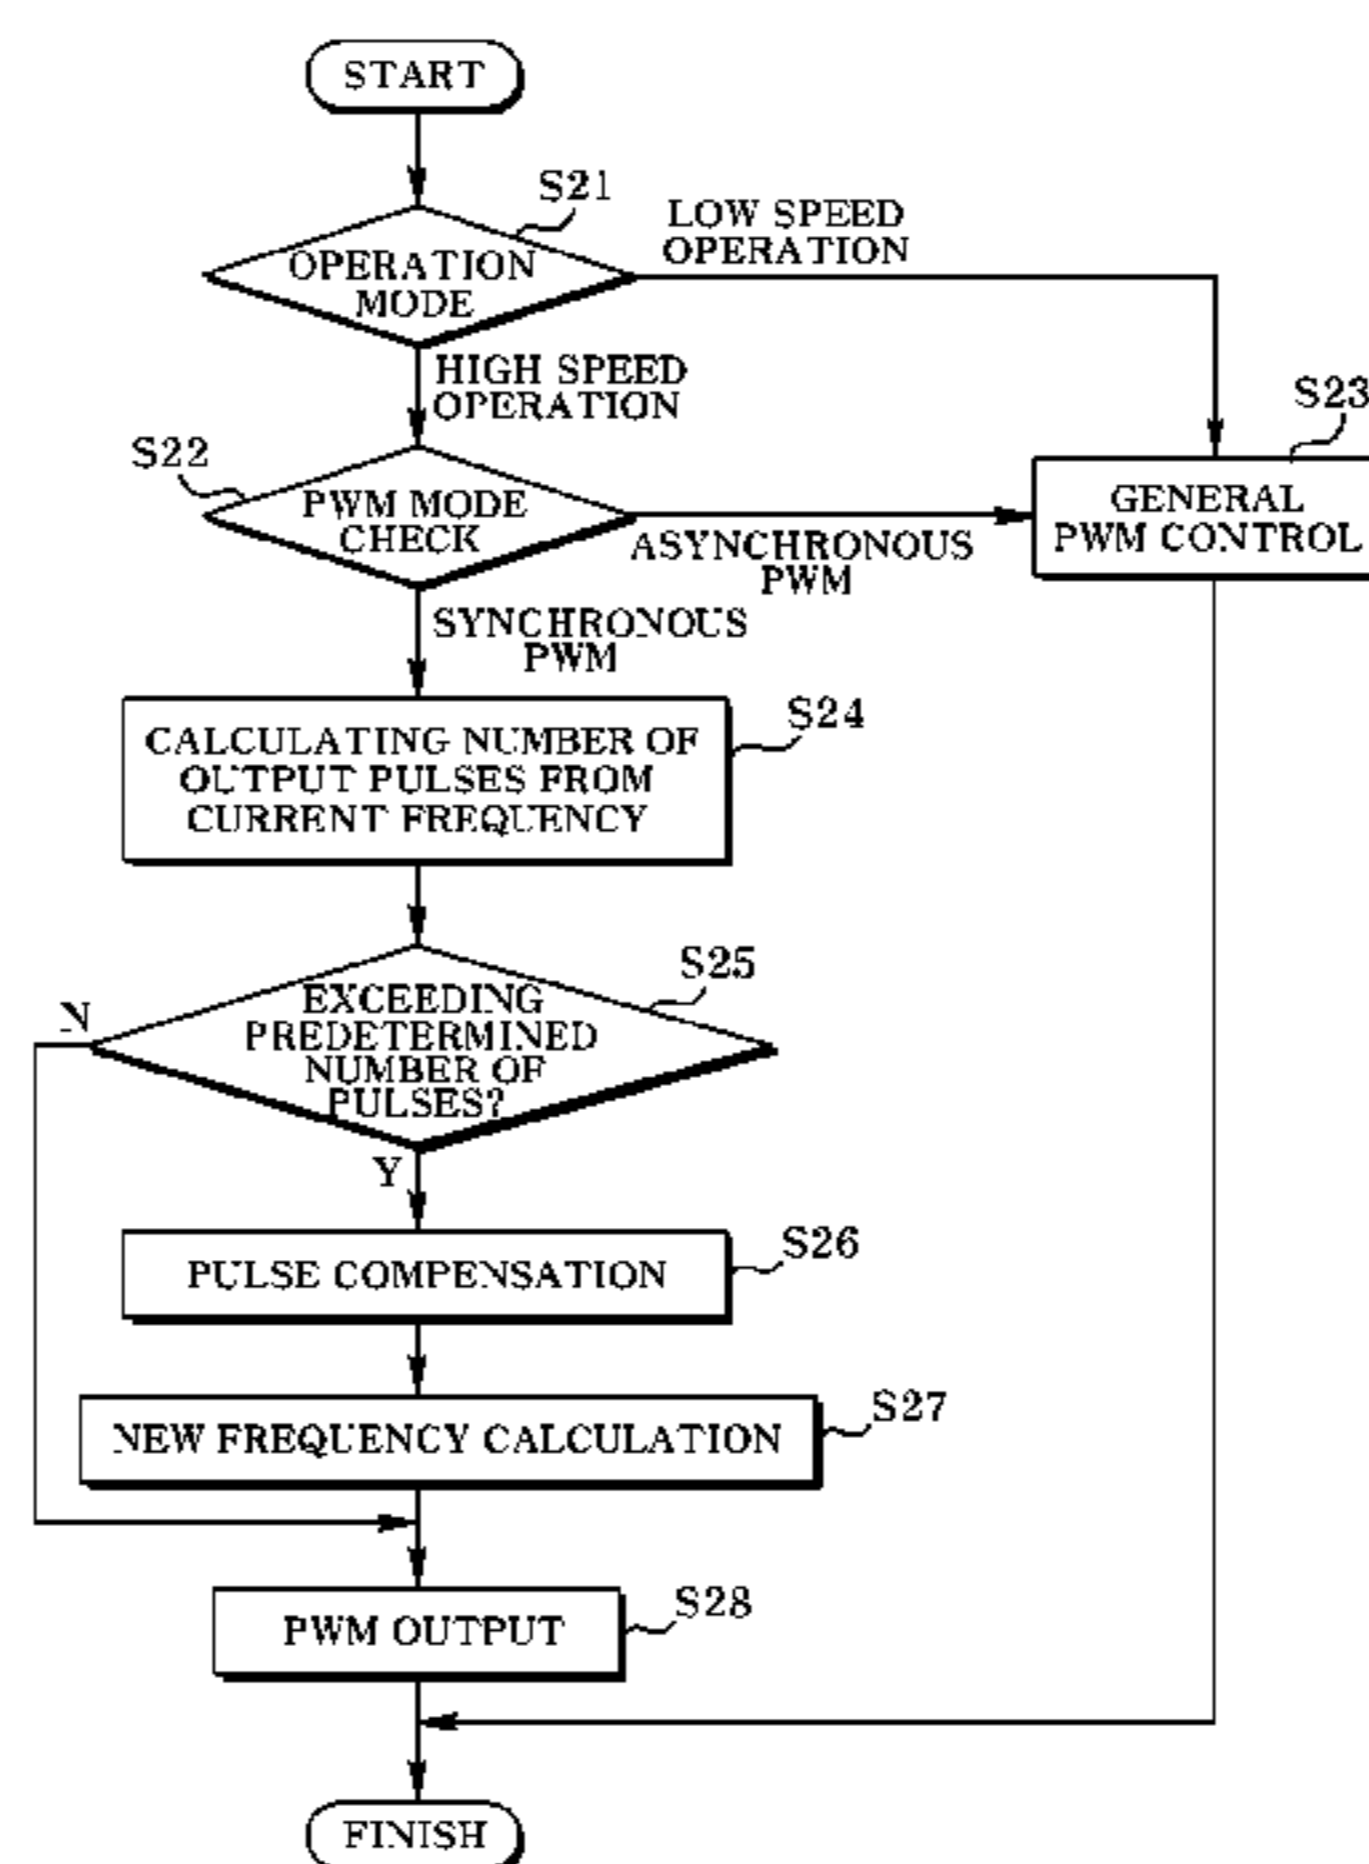 START
S21
LOW SPEED
OPERATION
OPERATION
MODE
HIGH SPEED
OPERATION
S23
S22
PWM MODE
CHECK
ASYNCHRONOUS
PWM
GENERAL
PWM CONTROL
SYNCHRONOUS
PWM
S24
CALCULATING NUMBER OF
OUTPUT PULSES FROM
CURRENT FREQUENCY
S25
N
EXCEEDING
PREDETERMINED
NUMBER OF
PULSES?
Y
S26
PULSE COMPENSATION
S27
NEW FREQUENCY CALCULATION
S28
PWM OUTPUT
FINISH